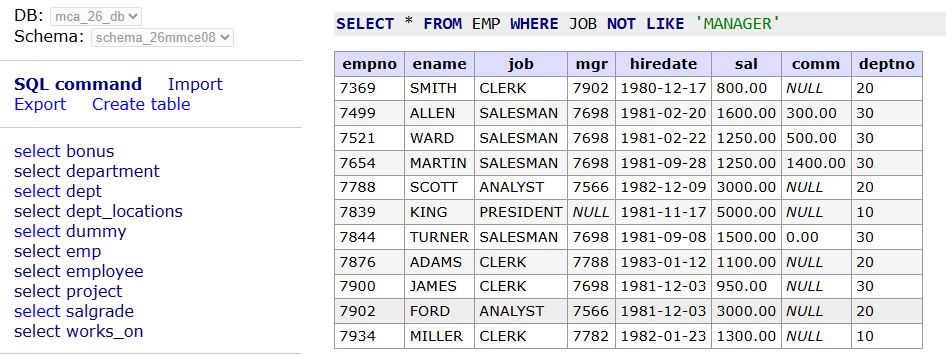 DB: mca_26_db
Schema: schema_26mmce08
SQL command Import
Export Create table
select bonus
select department
select dept
select dept_locations
select dummy
select emp
select employee
select project
select salgrade
select works_on
SELECT * FROM EMP WHERE JOB NOT LIKE 'MANAGER'
empno ename job mgr hiredate sal comm deptno
7369 SMITH CLERK 7902 1980-12-17 800.00 NULL 20
7499 ALLEN SALESMAN 7698 1981-02-20 1600.00 300.00 30
7521 WARD SALESMAN 7698 1981-02-22 1250.00 500.00 30
7654 MARTIN SALESMAN 7698 1981-09-28 1250.00 1400.00 30
7788 SCOTT ANALYST 7566 1982-12-09 3000.00 NULL 20
7839 KING PRESIDENT NULL 1981-11-17 5000.00 NULL 10
7844 TURNER SALESMAN 7698 1981-09-08 1500.00 0.00 30
7876 ADAMS CLERK 7788 1983-01-12 1100.00 NULL 20
7900 JAMES CLERK 7698 1981-12-03 950.00 NULL 30
7902 FORD ANALYST 7566 1981-12-03 3000.00 NULL 20
7934 MILLER CLERK 7782 1982-01-23 1300.00 NULL 10